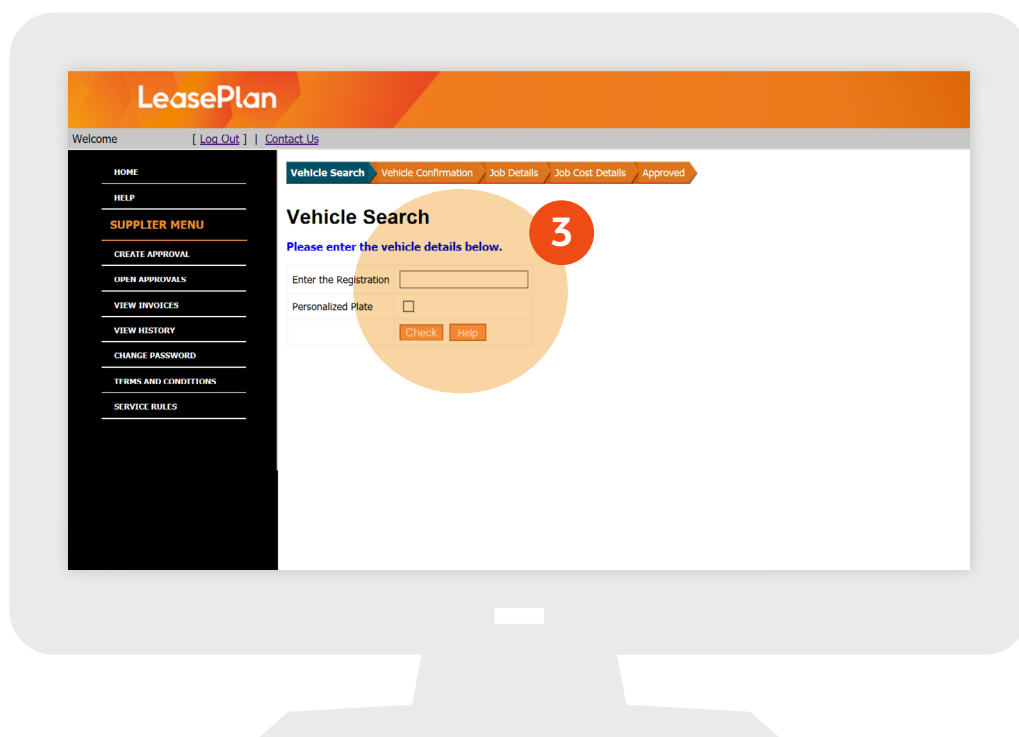 LeasePlan
Welcome [ Log Out ] | Contact Us
HOME
HELP
SUPPLIER MENU
CREATE APPROVAL
OPEN APPROVALS
VIEW INVOICES
VIEW HISTORY
CHANGE PASSWORD
TERMS AND CONDITIONS
SERVICE RULES
Vehicle Search Vehicle Confirmation Job Details Job Cost Details Approved
Vehicle Search
3
Please enter the vehicle details below.
Enter the Registration
Personalized Plate
Check Help